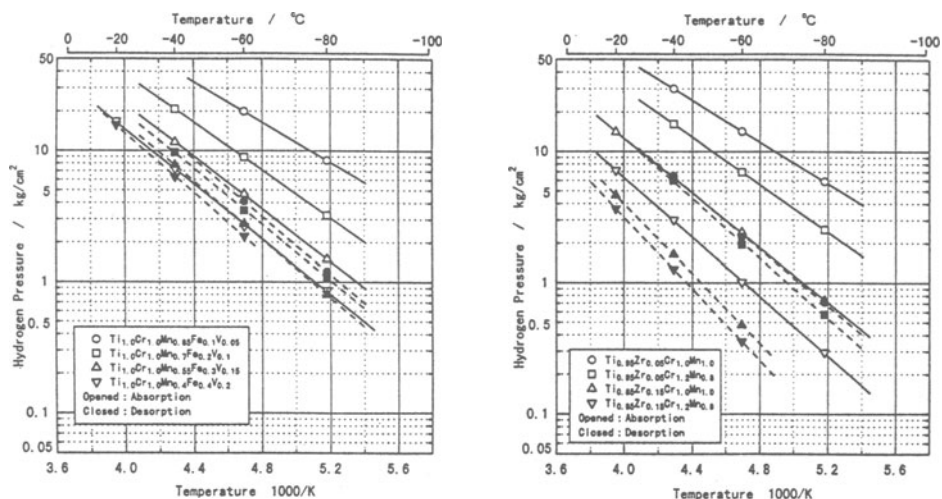 Temperature / °C
0 -20 -40 -60 -80 -100
50
10
5
1
0.5
0.1
0.05
Hydrogen Pressure / kg/cm²
Ti1.0Cr1.0Mn0.85Fe0.1V0.05
Ti1.0Cr1.0Mn0.7Fe0.2V0.1
Ti1.0Cr1.0Mn0.55Fe0.3V0.15
Ti1.0Cr1.0Mn0.4Fe0.4V0.2
Opened : Absorption
Closed : Desorption
3.6 4.0 4.4 4.8 5.2 5.6
Temperature 1000/K
Temperature / °C
0 -20 -40 -60 -80 -100
50
10
5
1
0.5
0.1
0.05
Hydrogen Pressure / kg/cm²
Ti0.95Zr0.05Cr1.0Mn1.0
Ti0.95Zr0.05Cr1.2Mn0.8
Ti0.85Zr0.15Cr1.0Mn1.0
Ti0.85Zr0.15Cr1.2Mn0.8
Opened : Absorption
Closed : Desorption
3.6 4.0 4.4 4.8 5.2 5.6
Temperature 1000/K